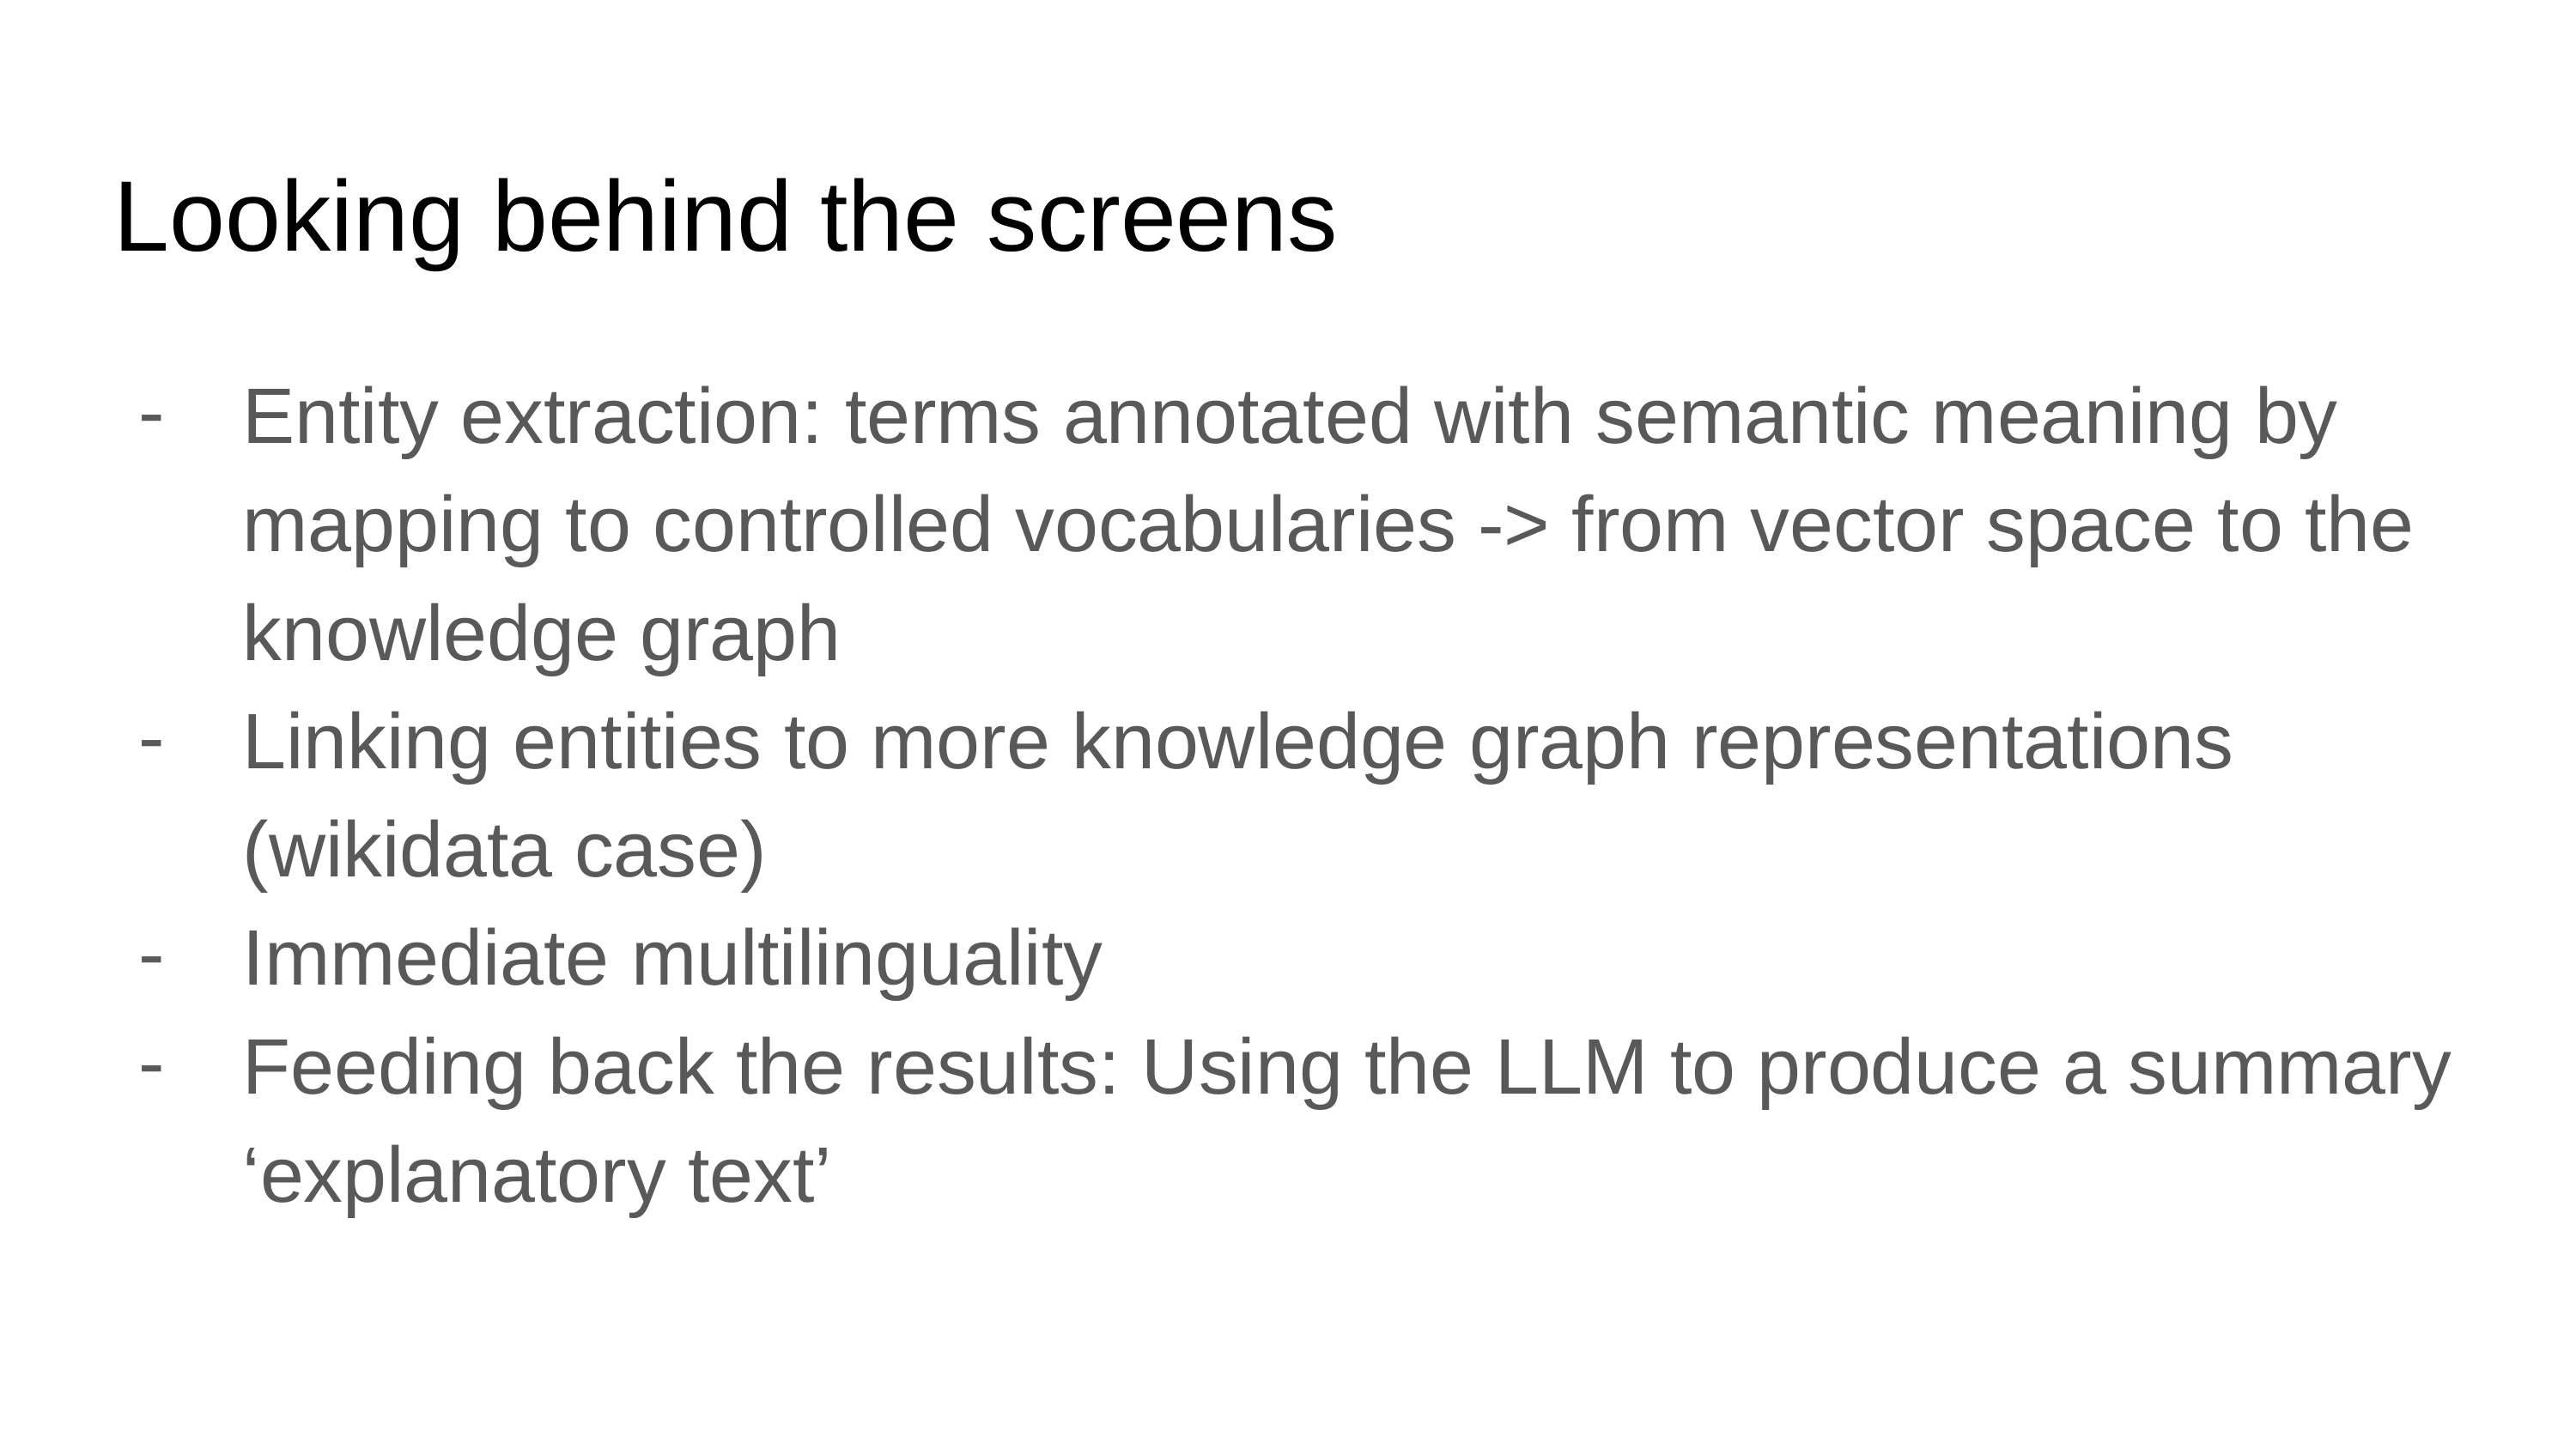 Looking behind the screens
- Entity extraction: terms annotated with semantic meaning by
mapping to controlled vocabularies -> from vector space to the
knowledge graph
- Linking entities to more knowledge graph representations
(wikidata case)
- Immediate multilinguality
- Feeding back the results: Using the LLM to produce a summary
‘explanatory text’